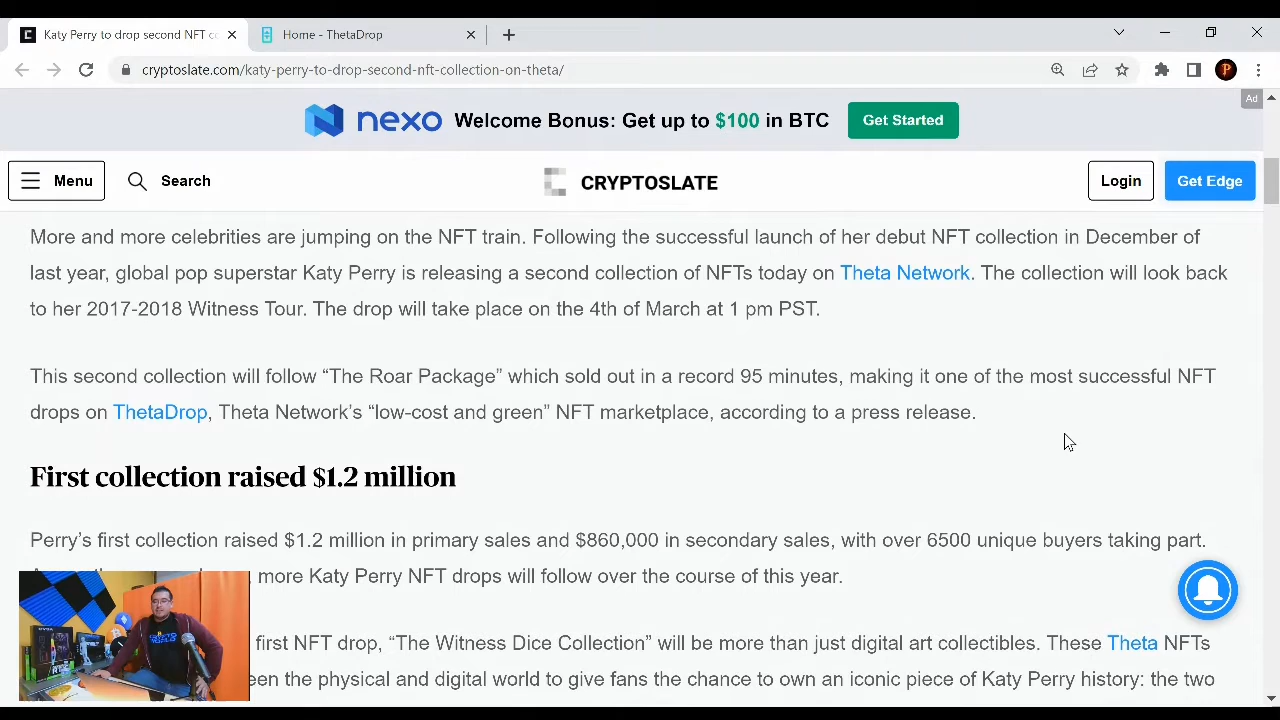 Katy Perry to drop second NFT cc
Home - ThetaDrop
cryptoslate.com/katy-perry-to-drop-second-nft-collection-on-theta/
P
Ad
nexo Welcome Bonus: Get up to $100 in BTC Get Started
Menu Search CRYPTOSLATE Login Get Edge
More and more celebrities are jumping on the NFT train. Following the successful launch of her debut NFT collection in December of
last year, global pop superstar Katy Perry is releasing a second collection of NFTs today on Theta Network. The collection will look back
to her 2017-2018 Witness Tour. The drop will take place on the 4th of March at 1 pm PST.
This second collection will follow “The Roar Package” which sold out in a record 95 minutes, making it one of the most successful NFT
drops on ThetaDrop, Theta Network’s “low-cost and green” NFT marketplace, according to a press release.
First collection raised $1.2 million
Perry’s first collection raised $1.2 million in primary sales and $860,000 in secondary sales, with over 6500 unique buyers taking part.
more Katy Perry NFT drops will follow over the course of this year.
first NFT drop, “The Witness Dice Collection” will be more than just digital art collectibles. These Theta NFTs
een the physical and digital world to give fans the chance to own an iconic piece of Katy Perry history: the two